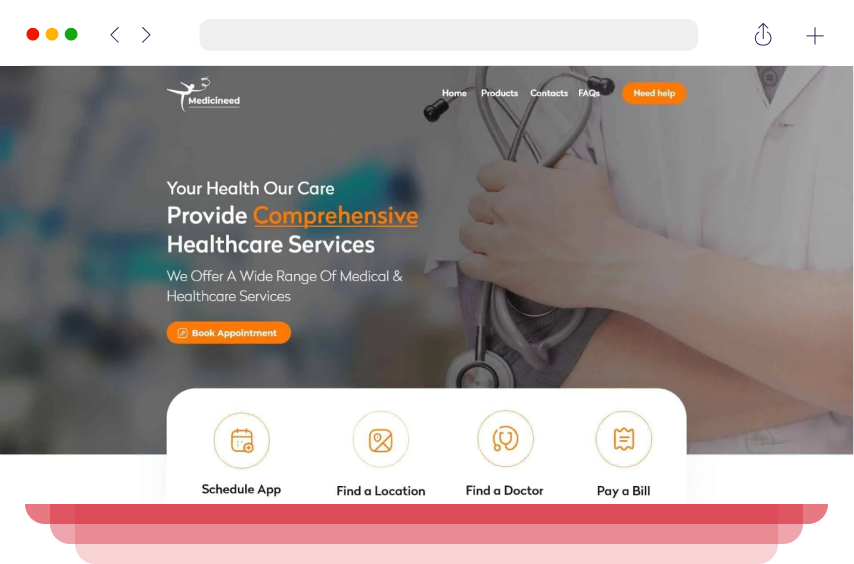 Medicineed
Home Products Contacts FAQs Need help
Your Health Our Care
Provide Comprehensive
Healthcare Services
We Offer A Wide Range Of Medical &
Healthcare Services
Book Appointment
Schedule App Find a Location Find a Doctor Pay a Bill